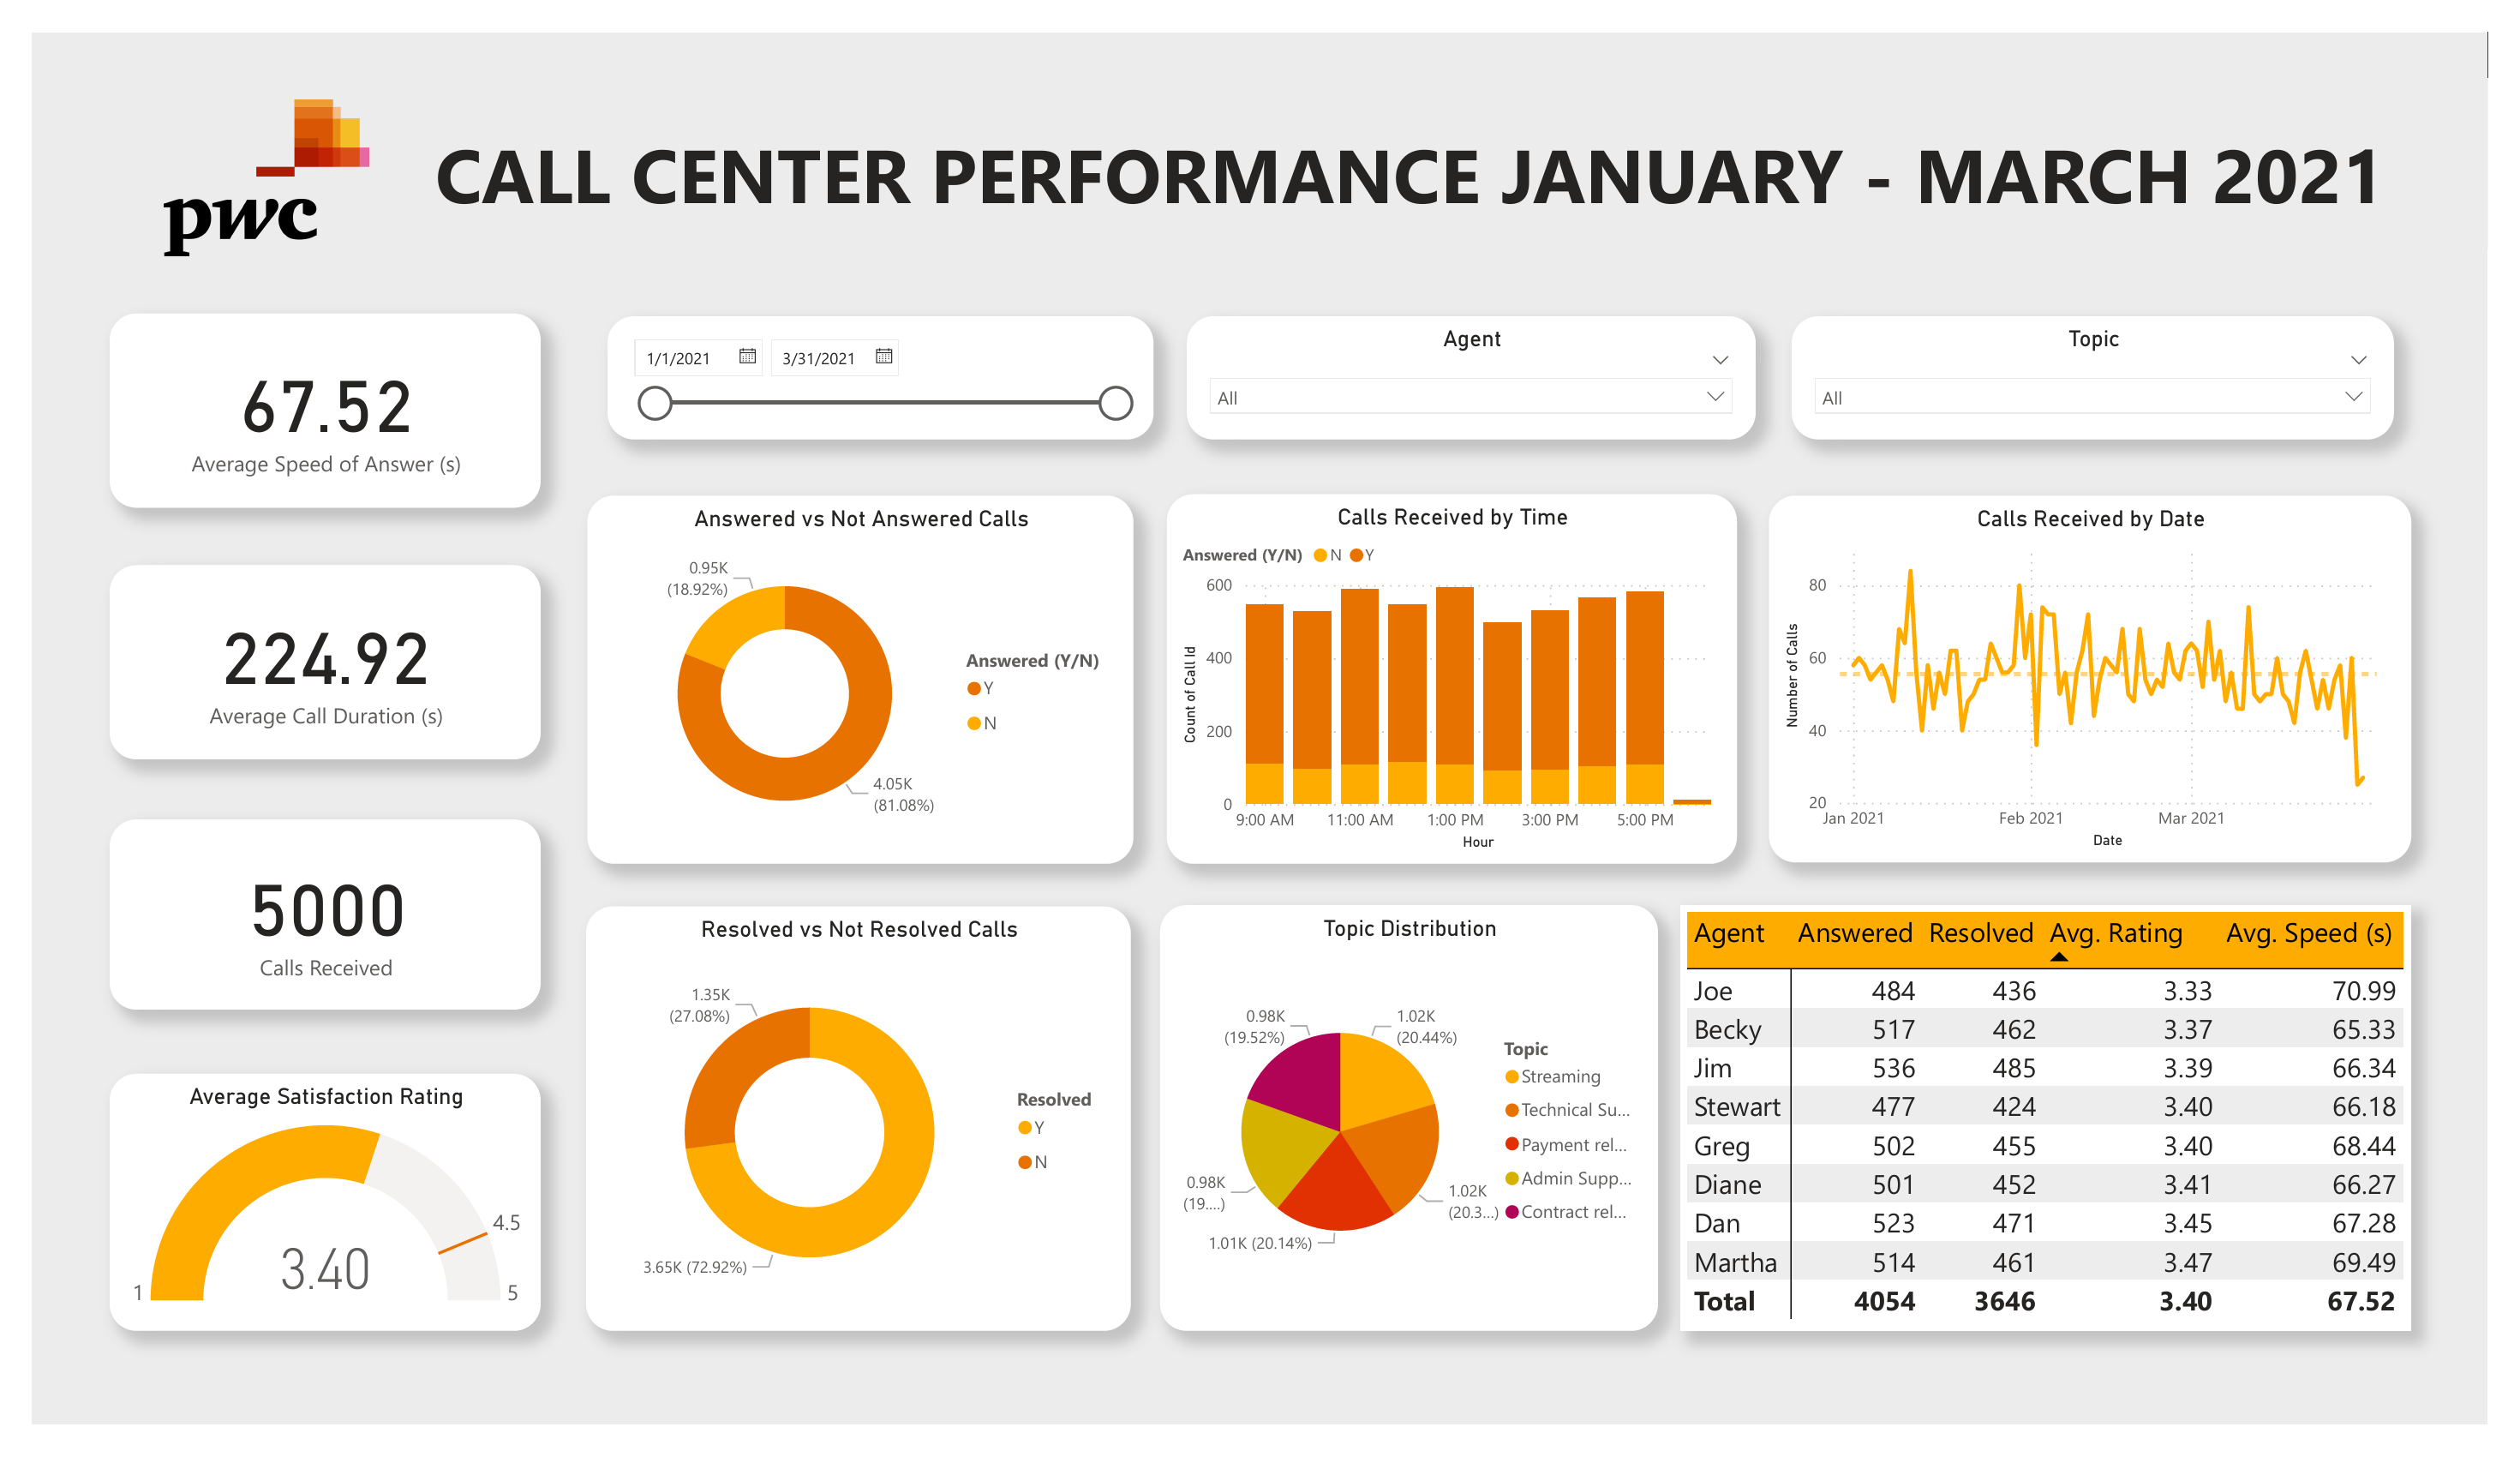 pwc
CALL CENTER PERFORMANCE JANUARY - MARCH 2021
67.52
Average Speed of Answer (s)
1/1/2021 3/31/2021
Agent
All
Topic
All
224.92
Average Call Duration (s)
5000
Calls Received
Average Satisfaction Rating
1
3.40
4.5
5
Answered vs Not Answered Calls
0.95K
(18.92%)
4.05K
(81.08%)
Answered (Y/N)
Y
N
Calls Received by Time
Answered (Y/N) N Y
Count of Call Id
600
400
200
0
9:00 AM 11:00 AM 1:00 PM 3:00 PM 5:00 PM
Hour
Calls Received by Date
Number of Calls
80
60
40
20
Jan 2021 Feb 2021 Mar 2021
Date
Resolved vs Not Resolved Calls
1.35K
(27.08%)
3.65K (72.92%)
Resolved
Y
N
Topic Distribution
0.98K
(19.52%)
1.02K
(20.44%)
0.98K
(19....)
1.02K
(20.3...)
1.01K (20.14%)
Topic
Streaming
Technical Su...
Payment rel...
Admin Supp...
Contract rel...
Agent Answered Resolved Avg. Rating Avg. Speed (s)
Joe 484 436 3.33 70.99
Becky 517 462 3.37 65.33
Jim 536 485 3.39 66.34
Stewart 477 424 3.40 66.18
Greg 502 455 3.40 68.44
Diane 501 452 3.41 66.27
Dan 523 471 3.45 67.28
Martha 514 461 3.47 69.49
Total 4054 3646 3.40 67.52